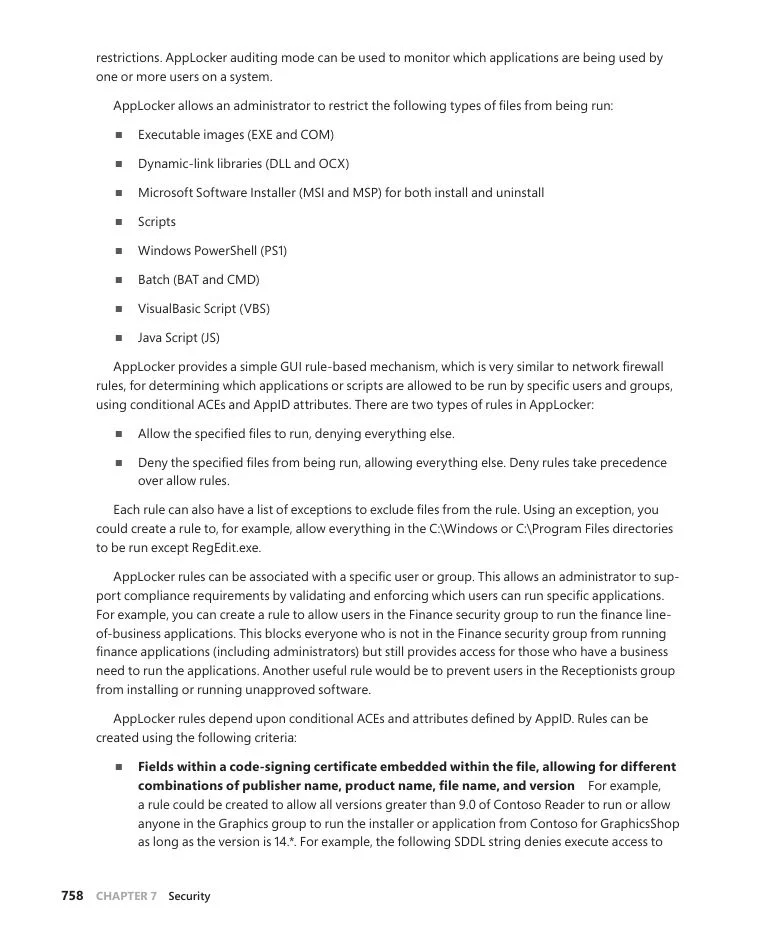 restrictions. AppLocker auditing mode can be used to monitor which applications are being used by
one or more users on a system.
AppLocker allows an administrator to restrict the following types of files from being run:
■ Executable images (EXE and COM)
■ Dynamic-link libraries (DLL and OCX)
■ Microsoft Software Installer (MSI and MSP) for both install and uninstall
■ Scripts
■ Windows PowerShell (PS1)
■ Batch (BAT and CMD)
■ VisualBasic Script (VBS)
■ Java Script (JS)
AppLocker provides a simple GUI rule-based mechanism, which is very similar to network firewall
rules, for determining which applications or scripts are allowed to be run by specific users and groups,
using conditional ACEs and AppID attributes. There are two types of rules in AppLocker:
■ Allow the specified files to run, denying everything else.
■ Deny the specified files from being run, allowing everything else. Deny rules take precedence
over allow rules.
Each rule can also have a list of exceptions to exclude files from the rule. Using an exception, you
could create a rule to, for example, allow everything in the C:\Windows or C:\Program Files directories
to be run except RegEdit.exe.
AppLocker rules can be associated with a specific user or group. This allows an administrator to sup-
port compliance requirements by validating and enforcing which users can run specific applications.
For example, you can create a rule to allow users in the Finance security group to run the finance line-
of-business applications. This blocks everyone who is not in the Finance security group from running
finance applications (including administrators) but still provides access for those who have a business
need to run the applications. Another useful rule would be to prevent users in the Receptionists group
from installing or running unapproved software.
AppLocker rules depend upon conditional ACEs and attributes defined by AppID. Rules can be
created using the following criteria:
■ Fields within a code-signing certificate embedded within the file, allowing for different
combinations of publisher name, product name, file name, and version For example,
a rule could be created to allow all versions greater than 9.0 of Contoso Reader to run or allow
anyone in the Graphics group to run the installer or application from Contoso for GraphicsShop
as long as the version is 14.*. For example, the following SDDL string denies execute access to
758 CHAPTER 7 Security